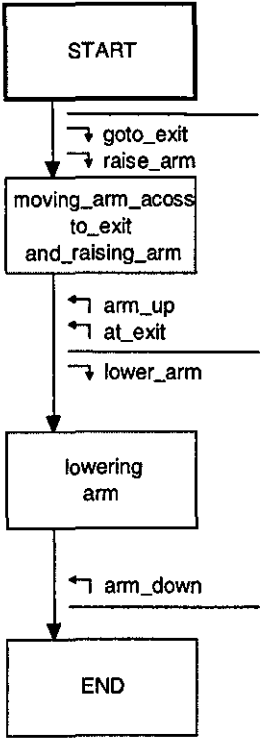 START
goto_exit
raise_arm
moving_arm_acoss
to_exit
and_raising_arm
arm_up
at_exit
lower_arm
lowering
arm
arm_down
END